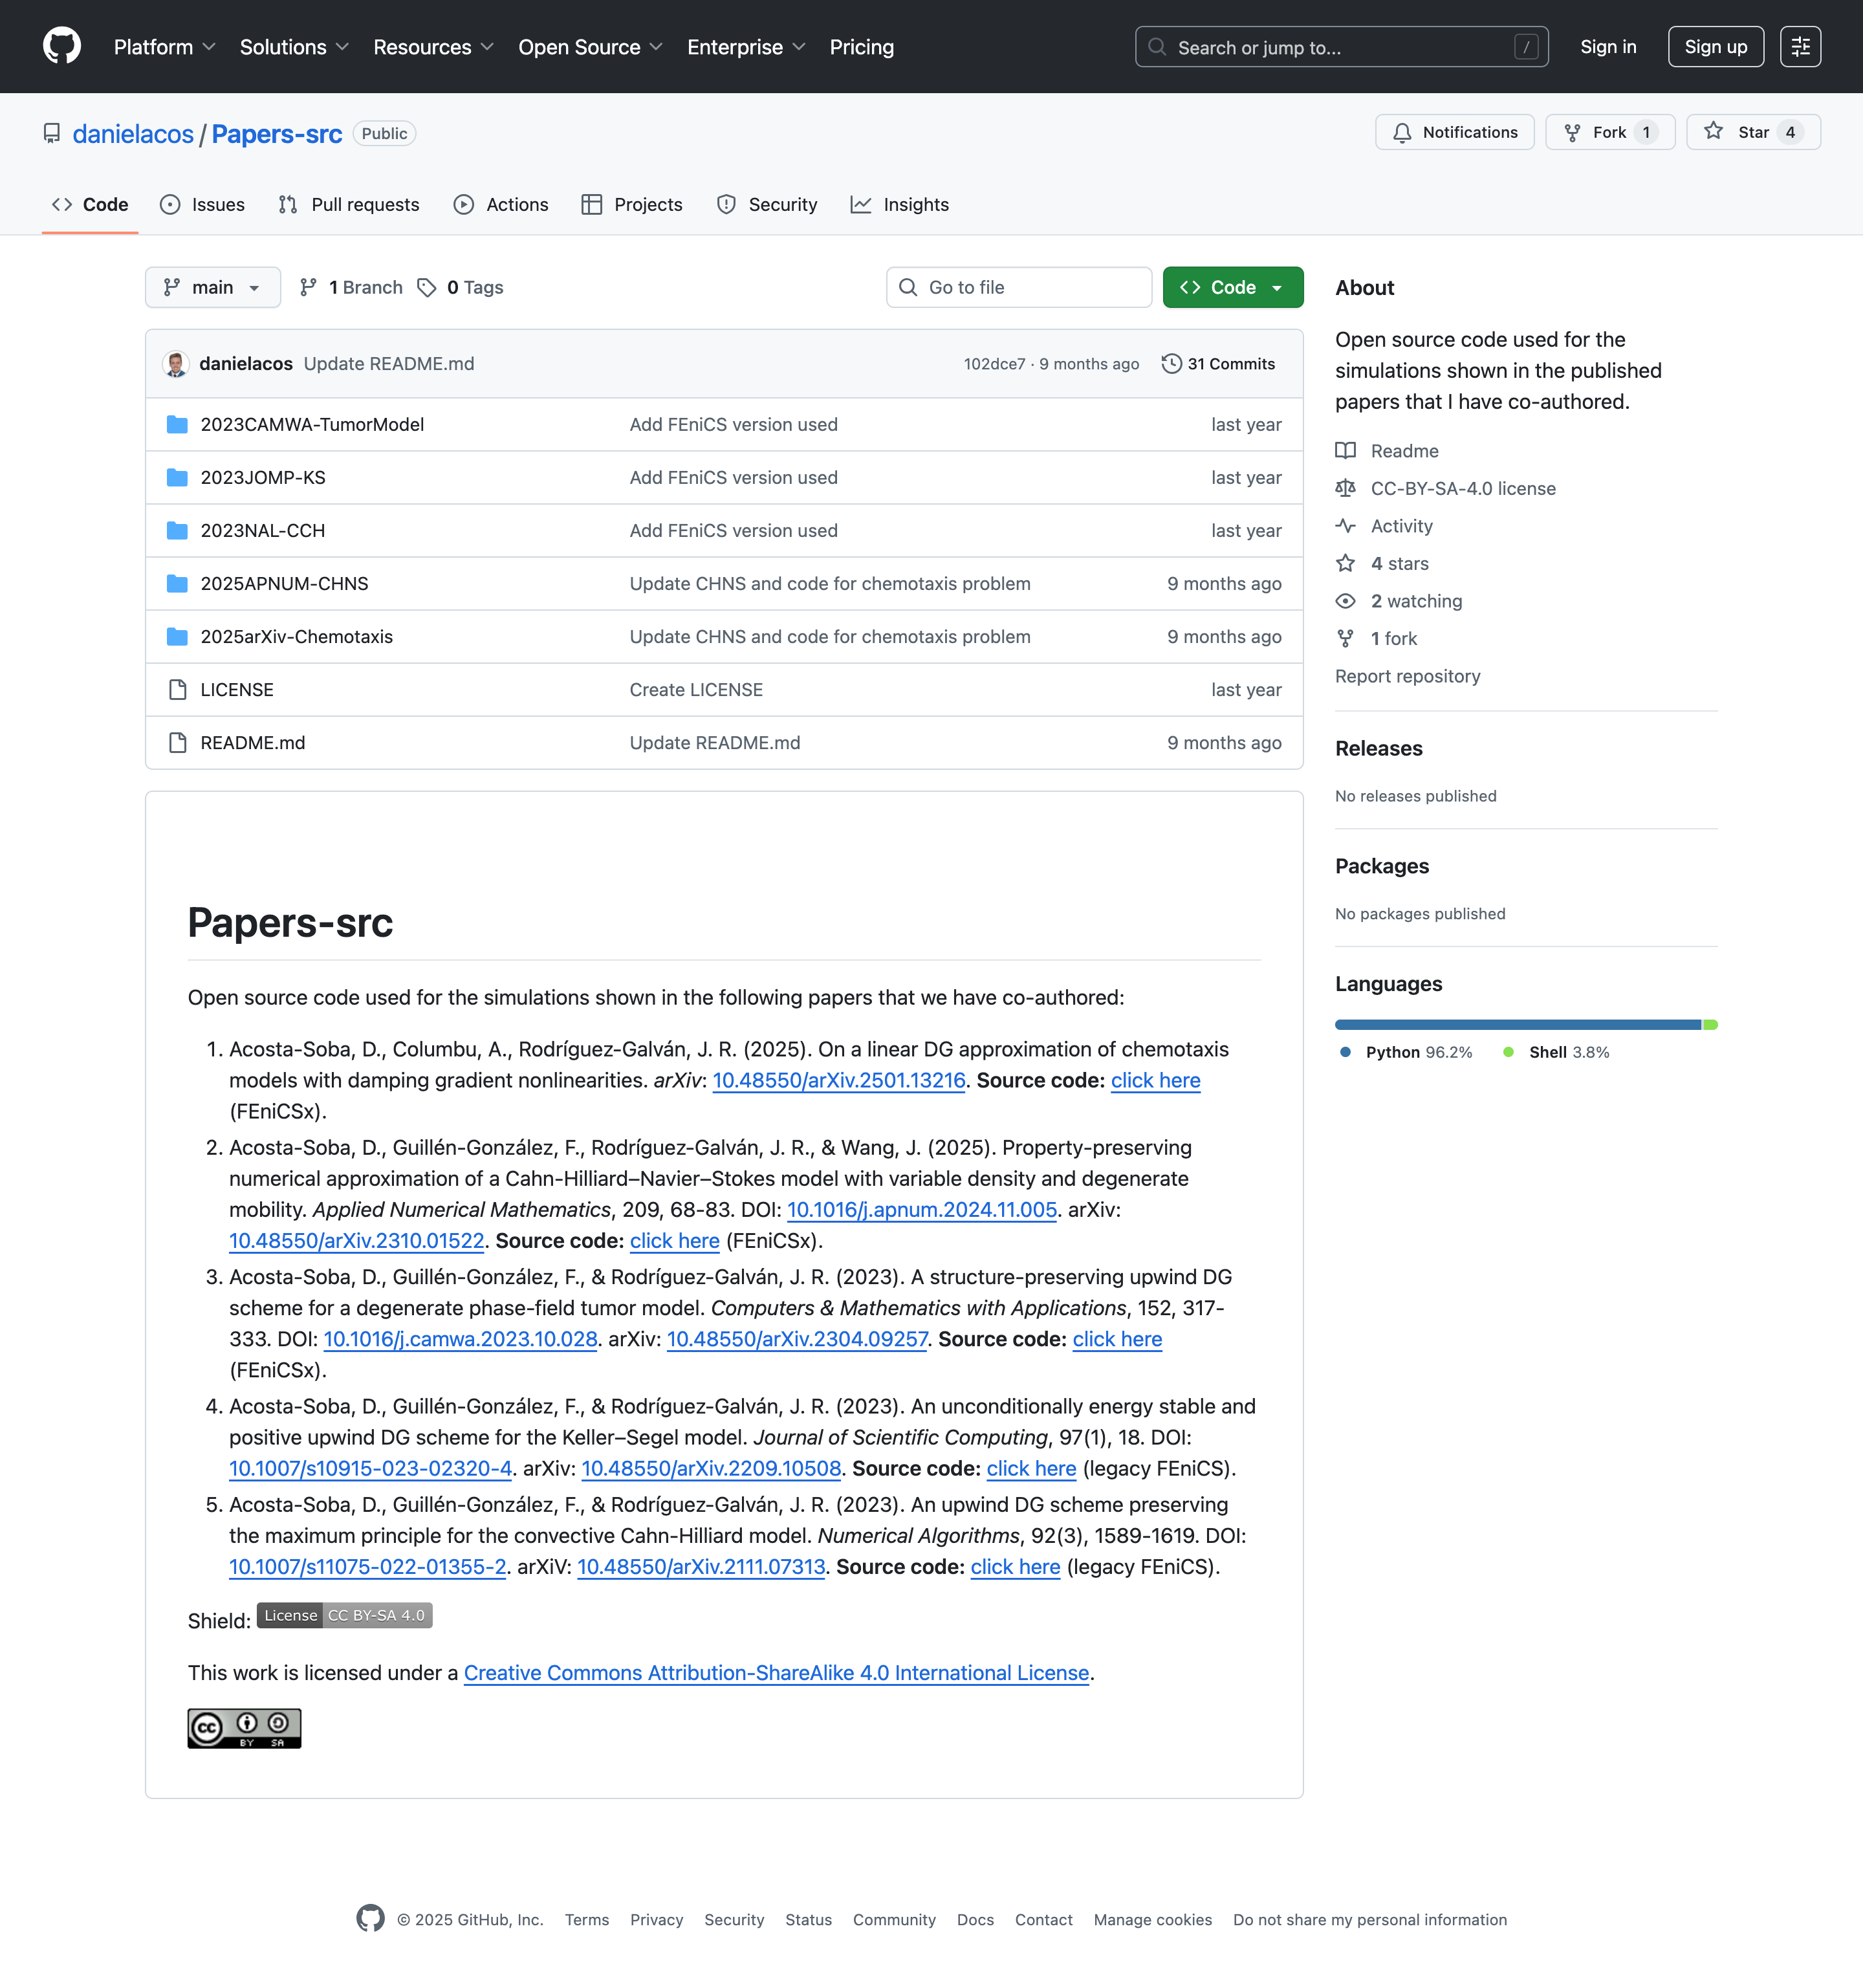 Platform Solutions Resources Open Source Enterprise Pricing Search or jump to... / Sign in Sign up
danielacos / Papers-src Public Notifications Fork 1 Star 4
Code Issues Pull requests Actions Projects Security Insights
main 1 Branch 0 Tags Go to file Code
danielacos Update README.md 102dce7 · 9 months ago 31 Commits
2023CAMWA-TumorModel Add FEniCS version used last year
2023JOMP-KS Add FEniCS version used last year
2023NAL-CCH Add FEniCS version used last year
2025APNUM-CHNS Update CHNS and code for chemotaxis problem 9 months ago
2025arXiv-Chemotaxis Update CHNS and code for chemotaxis problem 9 months ago
LICENSE Create LICENSE last year
README.md Update README.md 9 months ago
Papers-src
Open source code used for the simulations shown in the following papers that we have co-authored:
1. Acosta-Soba, D., Columbu, A., Rodríguez-Galván, J. R. (2025). On a linear DG approximation of chemotaxis
models with damping gradient nonlinearities. arXiv: 10.48550/arXiv.2501.13216. Source code: click here
(FEniCSx).
2. Acosta-Soba, D., Guillén-González, F., Rodríguez-Galván, J. R., & Wang, J. (2025). Property-preserving
numerical approximation of a Cahn-Hilliard–Navier–Stokes model with variable density and degenerate
mobility. Applied Numerical Mathematics, 209, 68-83. DOI: 10.1016/j.apnum.2024.11.005. arXiv:
10.48550/arXiv.2310.01522. Source code: click here (FEniCSx).
3. Acosta-Soba, D., Guillén-González, F., & Rodríguez-Galván, J. R. (2023). A structure-preserving upwind DG
scheme for a degenerate phase-field tumor model. Computers & Mathematics with Applications, 152, 317-
333. DOI: 10.1016/j.camwa.2023.10.028. arXiv: 10.48550/arXiv.2304.09257. Source code: click here
(FEniCSx).
4. Acosta-Soba, D., Guillén-González, F., & Rodríguez-Galván, J. R. (2023). An unconditionally energy stable and
positive upwind DG scheme for the Keller–Segel model. Journal of Scientific Computing, 97(1), 18. DOI:
10.1007/s10915-023-02320-4. arXiv: 10.48550/arXiv.2209.10508. Source code: click here (legacy FEniCS).
5. Acosta-Soba, D., Guillén-González, F., & Rodríguez-Galván, J. R. (2023). An upwind DG scheme preserving
the maximum principle for the convective Cahn-Hilliard model. Numerical Algorithms, 92(3), 1589-1619. DOI:
10.1007/s11075-022-01355-2. arXiV: 10.48550/arXiv.2111.07313. Source code: click here (legacy FEniCS).
Shield: License CC BY-SA 4.0
This work is licensed under a Creative Commons Attribution-ShareAlike 4.0 International License.
cc BY SA
About
Open source code used for the
simulations shown in the published
papers that I have co-authored.
Readme
CC-BY-SA-4.0 license
Activity
4 stars
2 watching
1 fork
Report repository
Releases
No releases published
Packages
No packages published
Languages
Python 96.2% Shell 3.8%
© 2025 GitHub, Inc. Terms Privacy Security Status Community Docs Contact Manage cookies Do not share my personal information